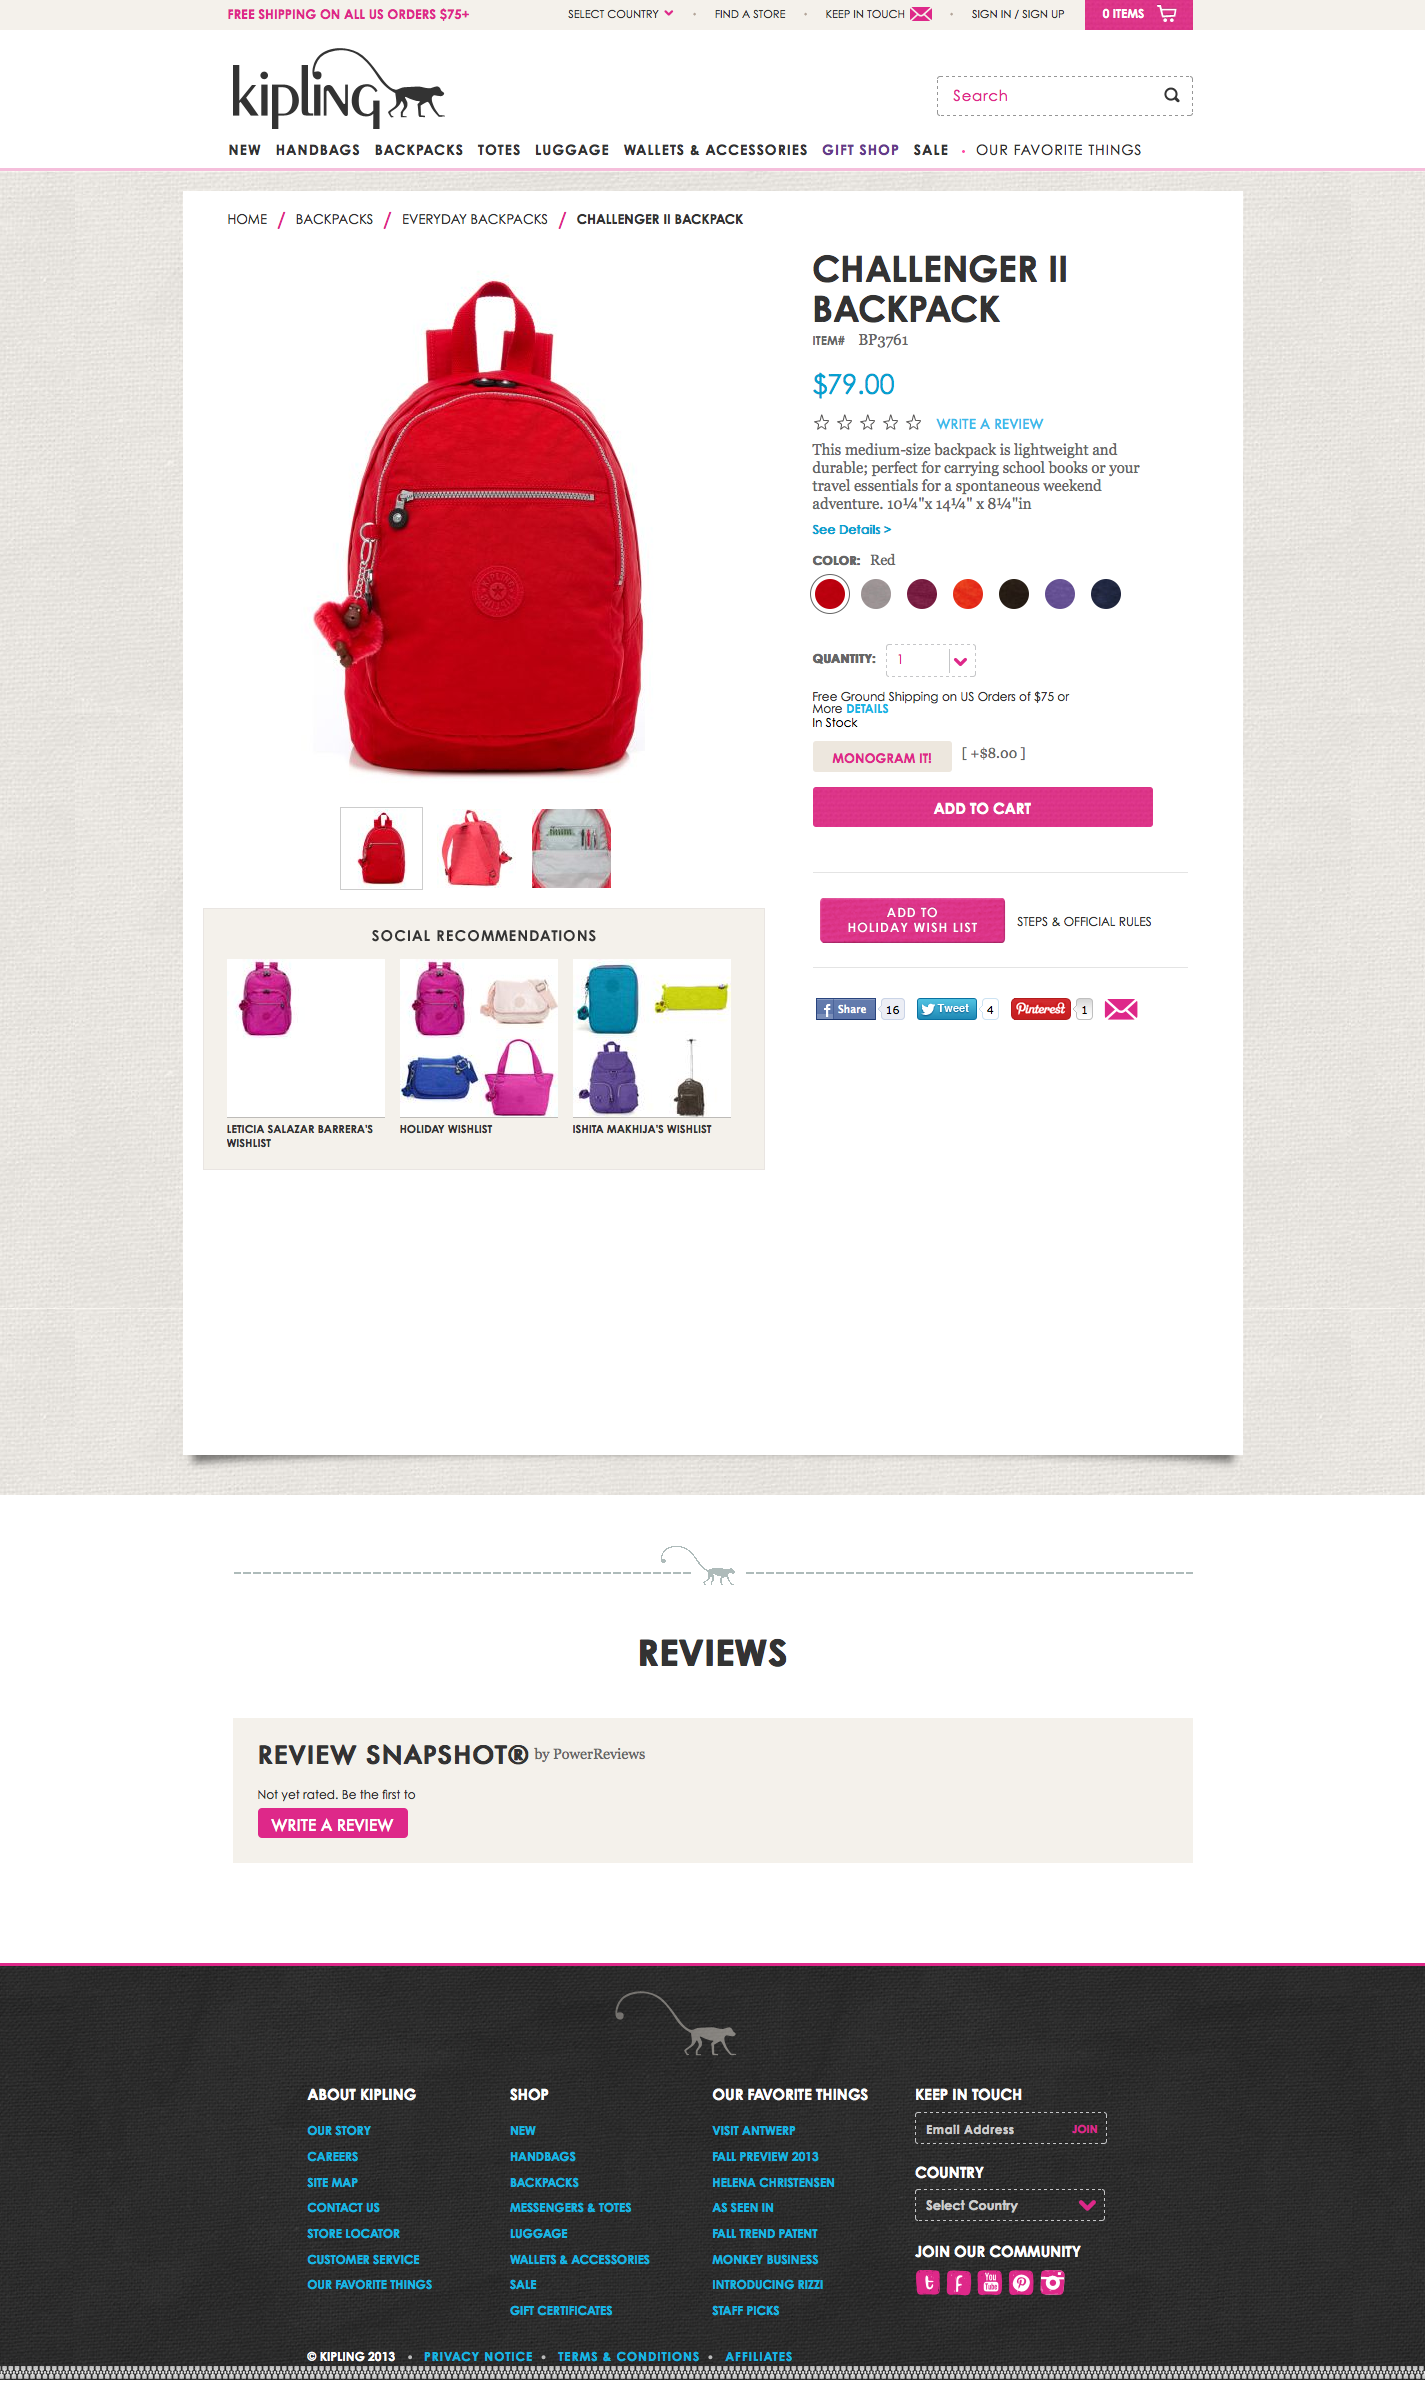 FREE SHIPPING ON ALL US ORDERS $75+
SELECT COUNTRY
FIND A STORE
KEEP IN TOUCH
SIGN IN / SIGN UP
0 ITEMS
kipling
Search
NEW HANDBAGS BACKPACKS TOTES LUGGAGE WALLETS & ACCESSORIES GIFT SHOP SALE • OUR FAVORITE THINGS
HOME / BACKPACKS / EVERYDAY BACKPACKS / CHALLENGER II BACKPACK
CHALLENGER II
BACKPACK
ITEM# BP3761
$79.00
WRITE A REVIEW
This medium-size backpack is lightweight and
durable; perfect for carrying school books or your
travel essentials for a spontaneous weekend
adventure. 10¼"x 14¼" x 8¼"in
See Details >
COLOR: Red
QUANTITY: 1
Free Ground Shipping on US Orders of $75 or
More DETAILS
In Stock
MONOGRAM IT! [ +$8.00 ]
ADD TO CART
ADD TO
HOLIDAY WISH LIST
STEPS & OFFICIAL RULES
Share 16 Tweet 4 Pinterest 1
SOCIAL RECOMMENDATIONS
LETICIA SALAZAR BARRERA'S
WISHLIST
HOLIDAY WISHLIST
ISHITA MAKHIJA'S WISHLIST
REVIEWS
REVIEW SNAPSHOT® by PowerReviews
Not yet rated. Be the first to
WRITE A REVIEW
ABOUT KIPLING
OUR STORY
CAREERS
SITE MAP
CONTACT US
STORE LOCATOR
CUSTOMER SERVICE
OUR FAVORITE THINGS
SHOP
NEW
HANDBAGS
BACKPACKS
MESSENGERS & TOTES
LUGGAGE
WALLETS & ACCESSORIES
SALE
GIFT CERTIFICATES
OUR FAVORITE THINGS
VISIT ANTWERP
FALL PREVIEW 2013
HELENA CHRISTENSEN
AS SEEN IN
FALL TREND PATENT
MONKEY BUSINESS
INTRODUCING RIZZI
STAFF PICKS
KEEP IN TOUCH
Email Address JOIN
COUNTRY
Select Country
JOIN OUR COMMUNITY
You Tube
© KIPLING 2013 • PRIVACY NOTICE • TERMS & CONDITIONS • AFFILIATES